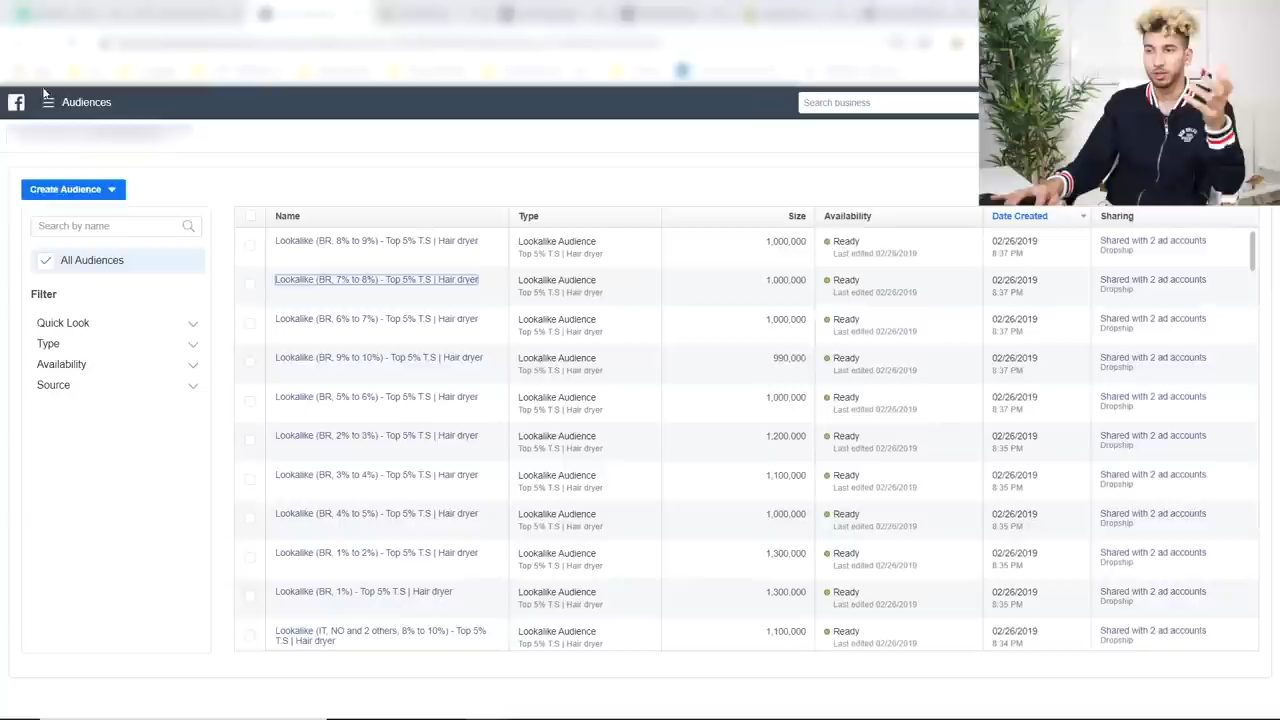 Audiences
Search business
Create Audience
Search by name
All Audiences
Filter
Quick Look
Type
Availability
Source
Name Type Size Availability Date Created Sharing
Lookalike (BR, 8% to 9%) - Top 5% T.S | Hair dryer Lookalike Audience 1,000,000 Ready 02/26/2019 Shared with 2 ad accounts
Top 5% T.S | Hair dryer Last edited 02/26/2019 8:37 PM Dropship
Lookalike (BR, 7% to 8%) - Top 5% T.S | Hair dryer Lookalike Audience 1,000,000 Ready 02/26/2019 Shared with 2 ad accounts
Top 5% T.S | Hair dryer Last edited 02/26/2019 8:37 PM Dropship
Lookalike (BR, 6% to 7%) - Top 5% T.S | Hair dryer Lookalike Audience 1,000,000 Ready 02/26/2019 Shared with 2 ad accounts
Top 5% T.S | Hair dryer Last edited 02/26/2019 8:37 PM Dropship
Lookalike (BR, 9% to 10%) - Top 5% T.S | Hair dryer Lookalike Audience 990,000 Ready 02/26/2019 Shared with 2 ad accounts
Top 5% T.S | Hair dryer Last edited 02/26/2019 8:37 PM Dropship
Lookalike (BR, 5% to 6%) - Top 5% T.S | Hair dryer Lookalike Audience 1,000,000 Ready 02/26/2019 Shared with 2 ad accounts
Top 5% T.S | Hair dryer Last edited 02/26/2019 8:37 PM Dropship
Lookalike (BR, 2% to 3%) - Top 5% T.S | Hair dryer Lookalike Audience 1,200,000 Ready 02/26/2019 Shared with 2 ad accounts
Top 5% T.S | Hair dryer Last edited 02/26/2019 8:35 PM Dropship
Lookalike (BR, 3% to 4%) - Top 5% T.S | Hair dryer Lookalike Audience 1,100,000 Ready 02/26/2019 Shared with 2 ad accounts
Top 5% T.S | Hair dryer Last edited 02/26/2019 8:35 PM Dropship
Lookalike (BR, 4% to 5%) - Top 5% T.S | Hair dryer Lookalike Audience 1,000,000 Ready 02/26/2019 Shared with 2 ad accounts
Top 5% T.S | Hair dryer Last edited 02/26/2019 8:35 PM Dropship
Lookalike (BR, 1% to 2%) - Top 5% T.S | Hair dryer Lookalike Audience 1,300,000 Ready 02/26/2019 Shared with 2 ad accounts
Top 5% T.S | Hair dryer Last edited 02/26/2019 8:35 PM Dropship
Lookalike (BR, 1%) - Top 5% T.S | Hair dryer Lookalike Audience 1,300,000 Ready 02/26/2019 Shared with 2 ad accounts
Top 5% T.S | Hair dryer Last edited 02/26/2019 8:35 PM Dropship
Lookalike (IT, NO and 2 others, 8% to 10%) - Top 5% Lookalike Audience 1,100,000 Ready 02/26/2019 Shared with 2 ad accounts
T.S | Hair dryer Top 5% T.S | Hair dryer Last edited 02/26/2019 8:34 PM Dropship